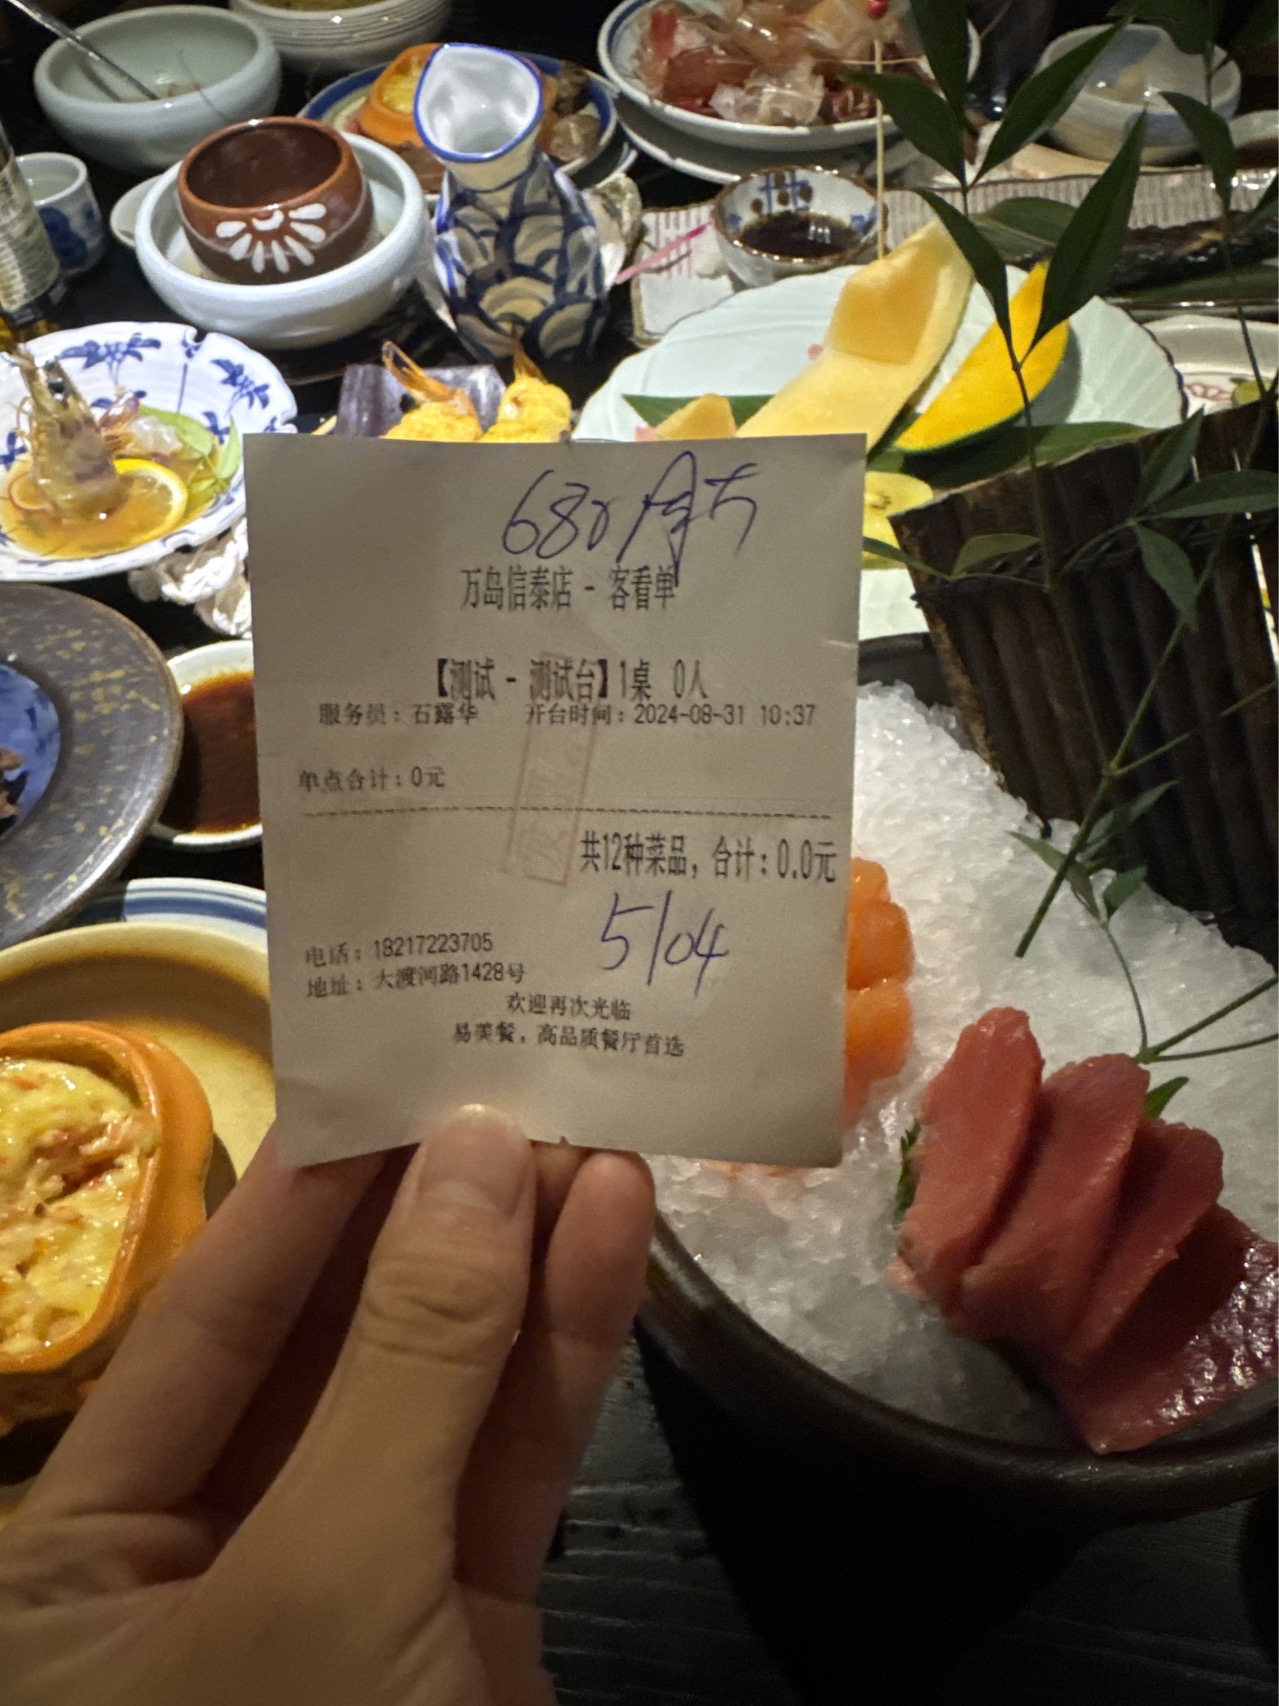 680
万岛信泰店 - 客看单
【测试 - 测试台】1桌 0人
服务员：石露华 开台时间：2024-08-31 10:37
单点合计：0元
共12种菜品，合计：0.0元
5/04
电话：18217223705
地址：大渡河路1428号
欢迎再次光临
易美餐，高品质餐厅首选